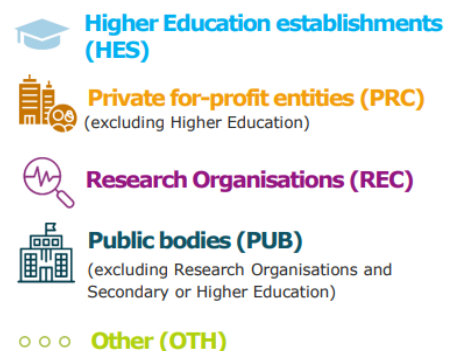 Higher Education establishments
(HES)
Private for-profit entities (PRC)
(excluding Higher Education)
Research Organisations (REC)
Public bodies (PUB)
(excluding Research Organisations and
Secondary or Higher Education)
Other (OTH)